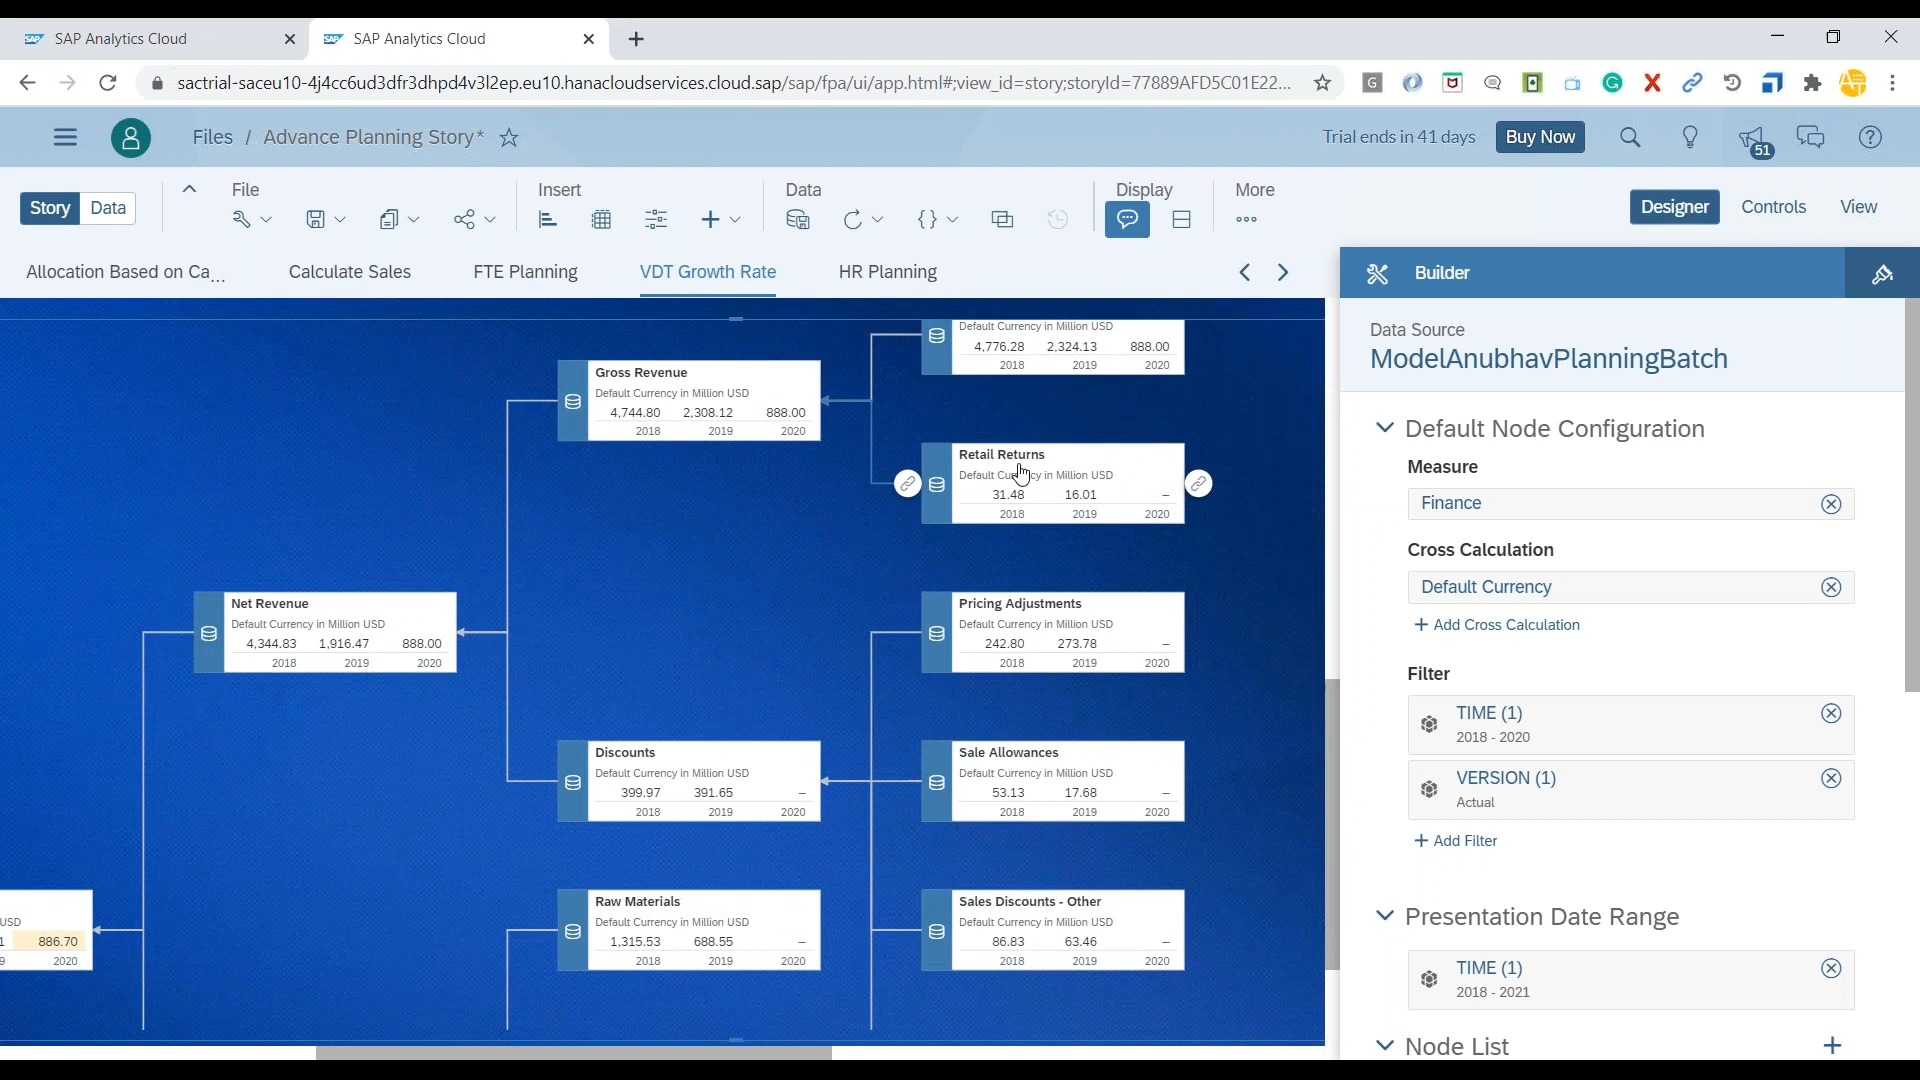 SAP Analytics Cloud
SAP Analytics Cloud
sactrial-saceu10-4j4cc6ud3dfr3dhpd4v3l2ep.eu10.hanacloudservices.cloud.sap/sap/fpa/ui/app.html#;view_id=story;storyId=77889AFD5C01E22...
Files / Advance Planning Story*
Trial ends in 41 days
Buy Now
51
Story
Data
File
Insert
Data
Display
More
Designer
Controls
View
Allocation Based on Ca...
Calculate Sales
FTE Planning
VDT Growth Rate
HR Planning
Builder
Default Currency in Million USD
4,776.28 2,324.13 888.00
2018 2019 2020
Gross Revenue
Default Currency in Million USD
4,744.80 2,308.12 888.00
2018 2019 2020
Retail Returns
Default Currency in Million USD
31.48 16.01 –
2018 2019 2020
Net Revenue
Default Currency in Million USD
4,344.83 1,916.47 888.00
2018 2019 2020
Pricing Adjustments
Default Currency in Million USD
242.80 273.78 –
2018 2019 2020
Discounts
Default Currency in Million USD
399.97 391.65 –
2018 2019 2020
Sale Allowances
Default Currency in Million USD
53.13 17.68 –
2018 2019 2020
USD
1 886.70
9 2020
Raw Materials
Default Currency in Million USD
1,315.53 688.55 –
2018 2019 2020
Sales Discounts - Other
Default Currency in Million USD
86.83 63.46 –
2018 2019 2020
Data Source
ModelAnubhavPlanningBatch
Default Node Configuration
Measure
Finance
Cross Calculation
Default Currency
+ Add Cross Calculation
Filter
TIME (1)
2018 - 2020
VERSION (1)
Actual
+ Add Filter
Presentation Date Range
TIME (1)
2018 - 2021
Node List